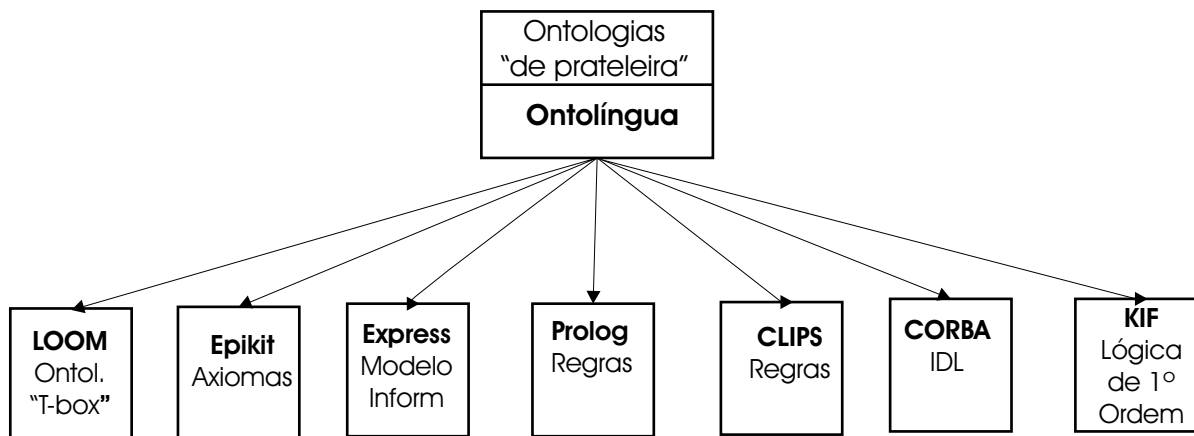 Ontologias
“de prateleira”
Ontolíngua
LOOM
Ontol.
“T-box”
Epikit
Axiomas
Express
Modelo
Inform
Prolog
Regras
CLIPS
Regras
CORBA
IDL
KIF
Lógica
de 1º
Ordem